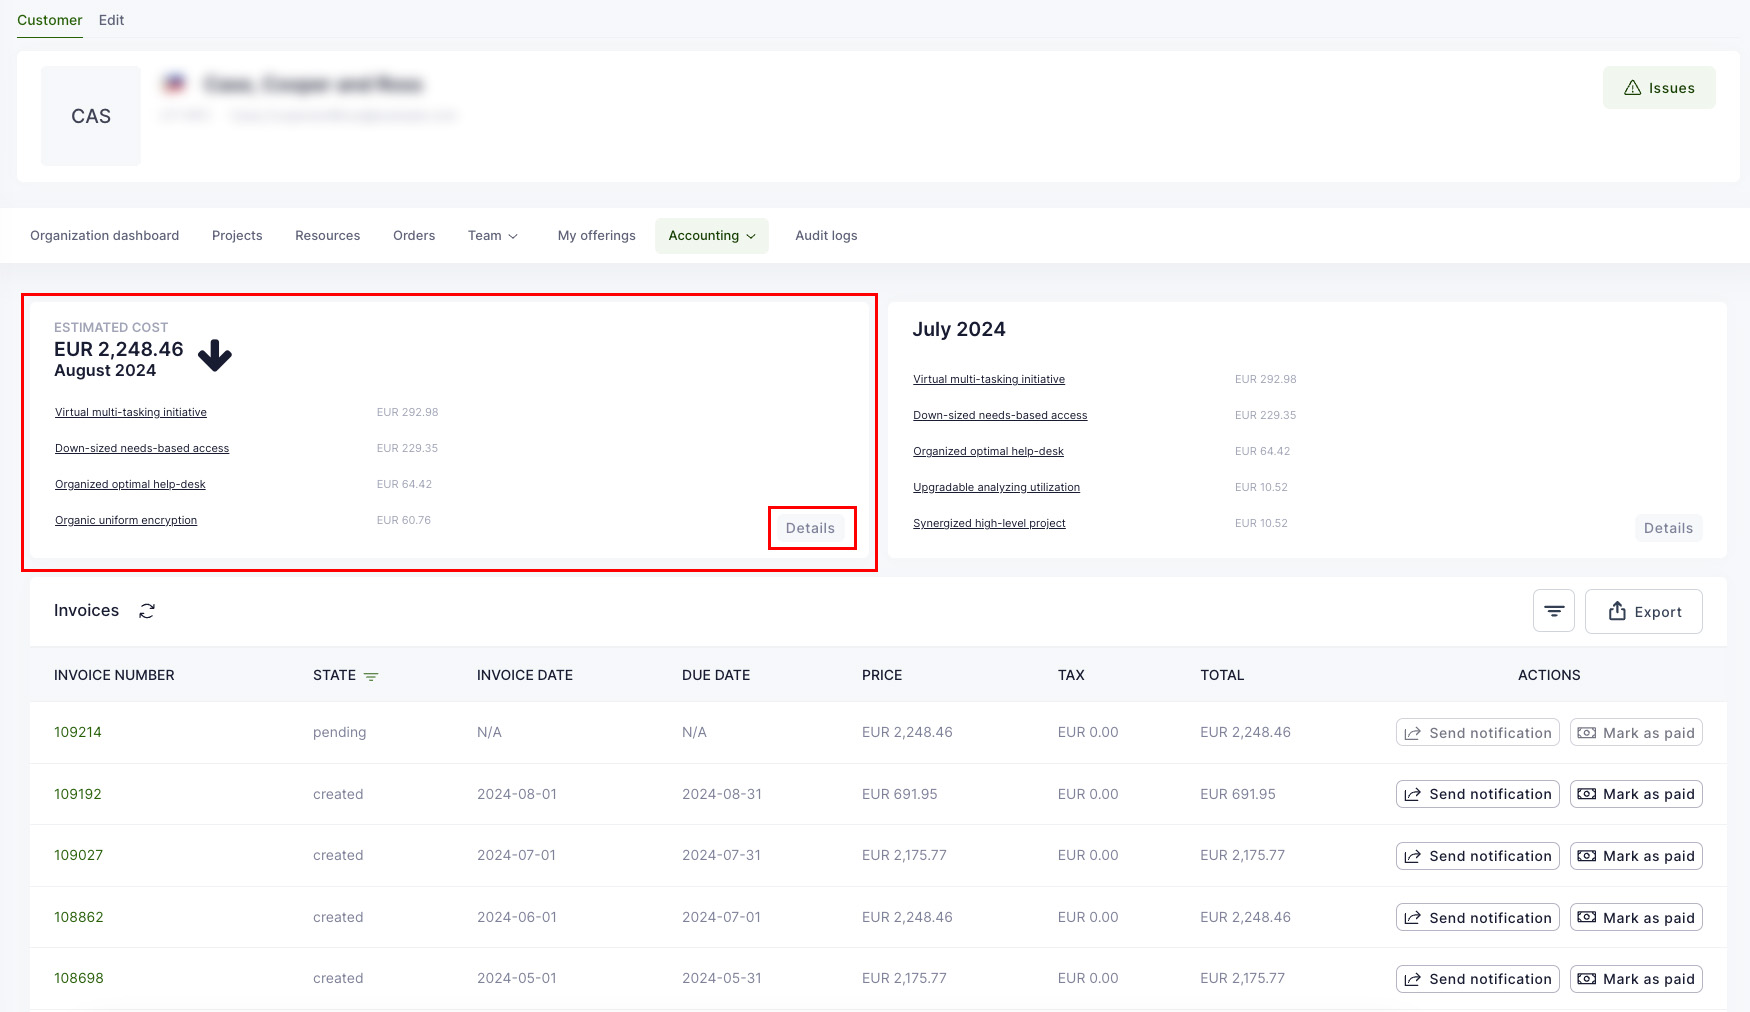 Customer Edit
CAS
Issues
Organization dashboard Projects Resources Orders Team My offerings Accounting Audit logs
ESTIMATED COST
EUR 2,248.46
August 2024
Virtual multi-tasking initiative EUR 292.98
Down-sized needs-based access EUR 229.35
Organized optimal help-desk EUR 64.42
Organic uniform encryption EUR 60.76
Details
July 2024
Virtual multi-tasking initiative EUR 292.98
Down-sized needs-based access EUR 229.35
Organized optimal help-desk EUR 64.42
Upgradable analyzing utilization EUR 10.52
Synergized high-level project EUR 10.52
Details
Invoices Export
INVOICE NUMBER STATE INVOICE DATE DUE DATE PRICE TAX TOTAL ACTIONS
109214 pending N/A N/A EUR 2,248.46 EUR 0.00 EUR 2,248.46 Send notification Mark as paid
109192 created 2024-08-01 2024-08-31 EUR 691.95 EUR 0.00 EUR 691.95 Send notification Mark as paid
109027 created 2024-07-01 2024-07-31 EUR 2,175.77 EUR 0.00 EUR 2,175.77 Send notification Mark as paid
108862 created 2024-06-01 2024-07-01 EUR 2,248.46 EUR 0.00 EUR 2,248.46 Send notification Mark as paid
108698 created 2024-05-01 2024-05-31 EUR 2,175.77 EUR 0.00 EUR 2,175.77 Send notification Mark as paid